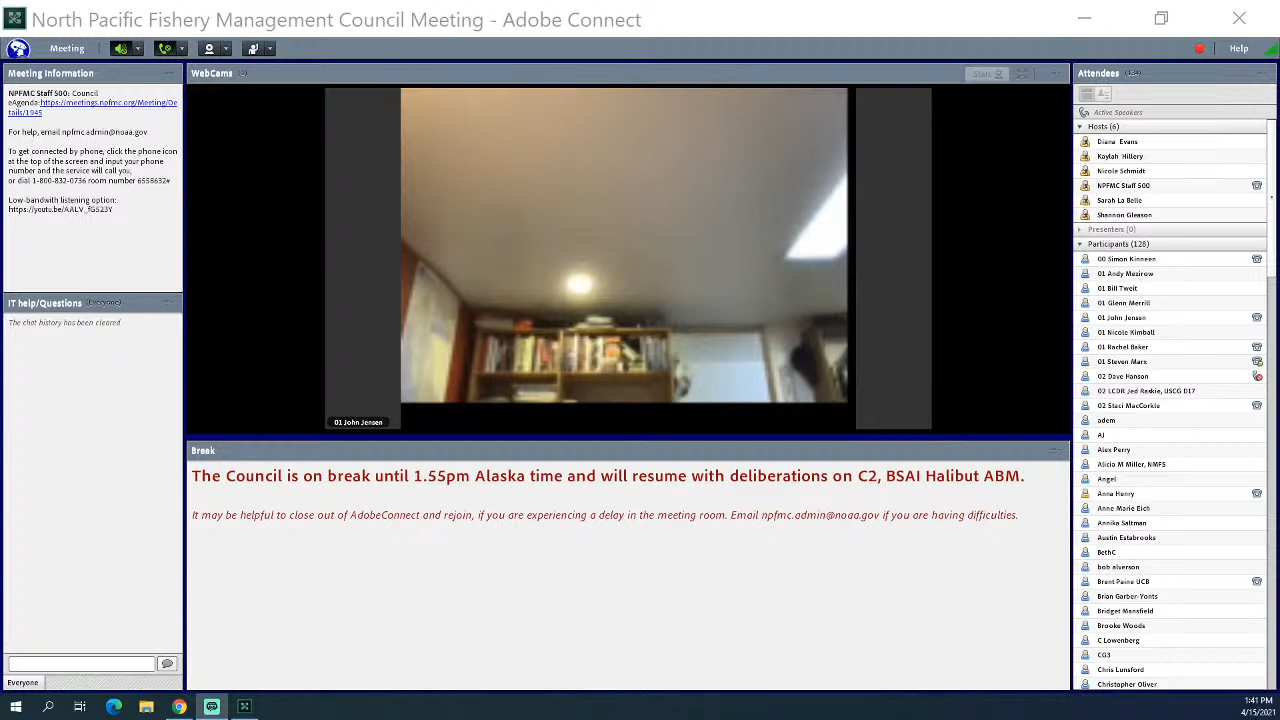 North Pacific Fishery Management Council Meeting - Adobe Connect
Meeting
Help
Meeting Information
NPFMC Staff 500: Council
eAgenda:https://meetings.npfmc.org/Meeting/De
tails/1945
For help, email npfmc.admin@noaa.gov
To get connected by phone, click the phone icon
at the top of the screen and input your phone
number and the service will call you,
or dial 1-800-832-0736 room number 6558632#
Low-bandwith listening option:
https://youtu.be/AALV_fG523Y
IT help/Questions (Everyone)
The chat history has been cleared
Everyone
WebCams
Start
01 John Jensen
Break
The Council is on break until 1.55pm Alaska time and will resume with deliberations on C2, BSAI Halibut ABM.
It may be helpful to close out of AdobeConnect and rejoin, if you are experiencing a delay in the meeting room. Email npfmc.admin@noaa.gov if you are having difficulties.
Attendees (134)
Active Speakers
Hosts (6)
Diana Evans
Kaylah Hillery
Nicole Schmidt
NPFMC Staff 500
Sarah La Belle
Shannon Gleason
Presenters (0)
Participants (128)
00 Simon Kinneen
01 Andy Mezirow
01 Bill Tweit
01 Glenn Merrill
01 John Jensen
01 Nicole Kimball
01 Rachel Baker
01 Steven Marx
02 Dave Hanson
02 LCDR Jed Raskie, USCG D17
02 Staci MacCorkle
adem
AJ
Alex Perry
Alicia M Miller, NMFS
Angel
Anna Henry
Anne Marie Eich
Annika Saltman
Austin Estabrooks
BethC
bob alverson
Brent Paine UCB
Brian Garber-Yonts
Bridget Mansfield
Brooke Woods
C Lowenberg
CG3
Chris Lunsford
Christopher Oliver
1:41 PM
4/15/2021